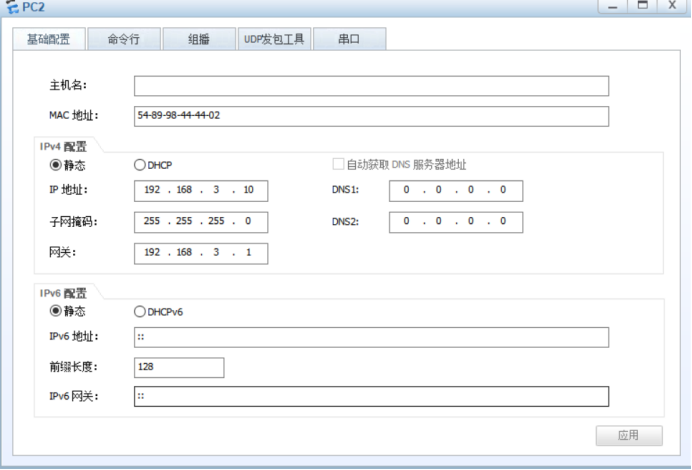 PC2
基础配置 命令行 组播 UDP发包工具 串口
主机名:
MAC 地址: 54-89-98-44-44-02
IPv4 配置
静态 DHCP 自动获取 DNS 服务器地址
IP 地址: 192 . 168 . 3 . 10 DNS1: 0 . 0 . 0 . 0
子网掩码: 255 . 255 . 255 . 0 DNS2: 0 . 0 . 0 . 0
网关: 192 . 168 . 3 . 1
IPv6 配置
静态 DHCPv6
IPv6 地址: ::
前缀长度: 128
IPv6 网关: ::
应用